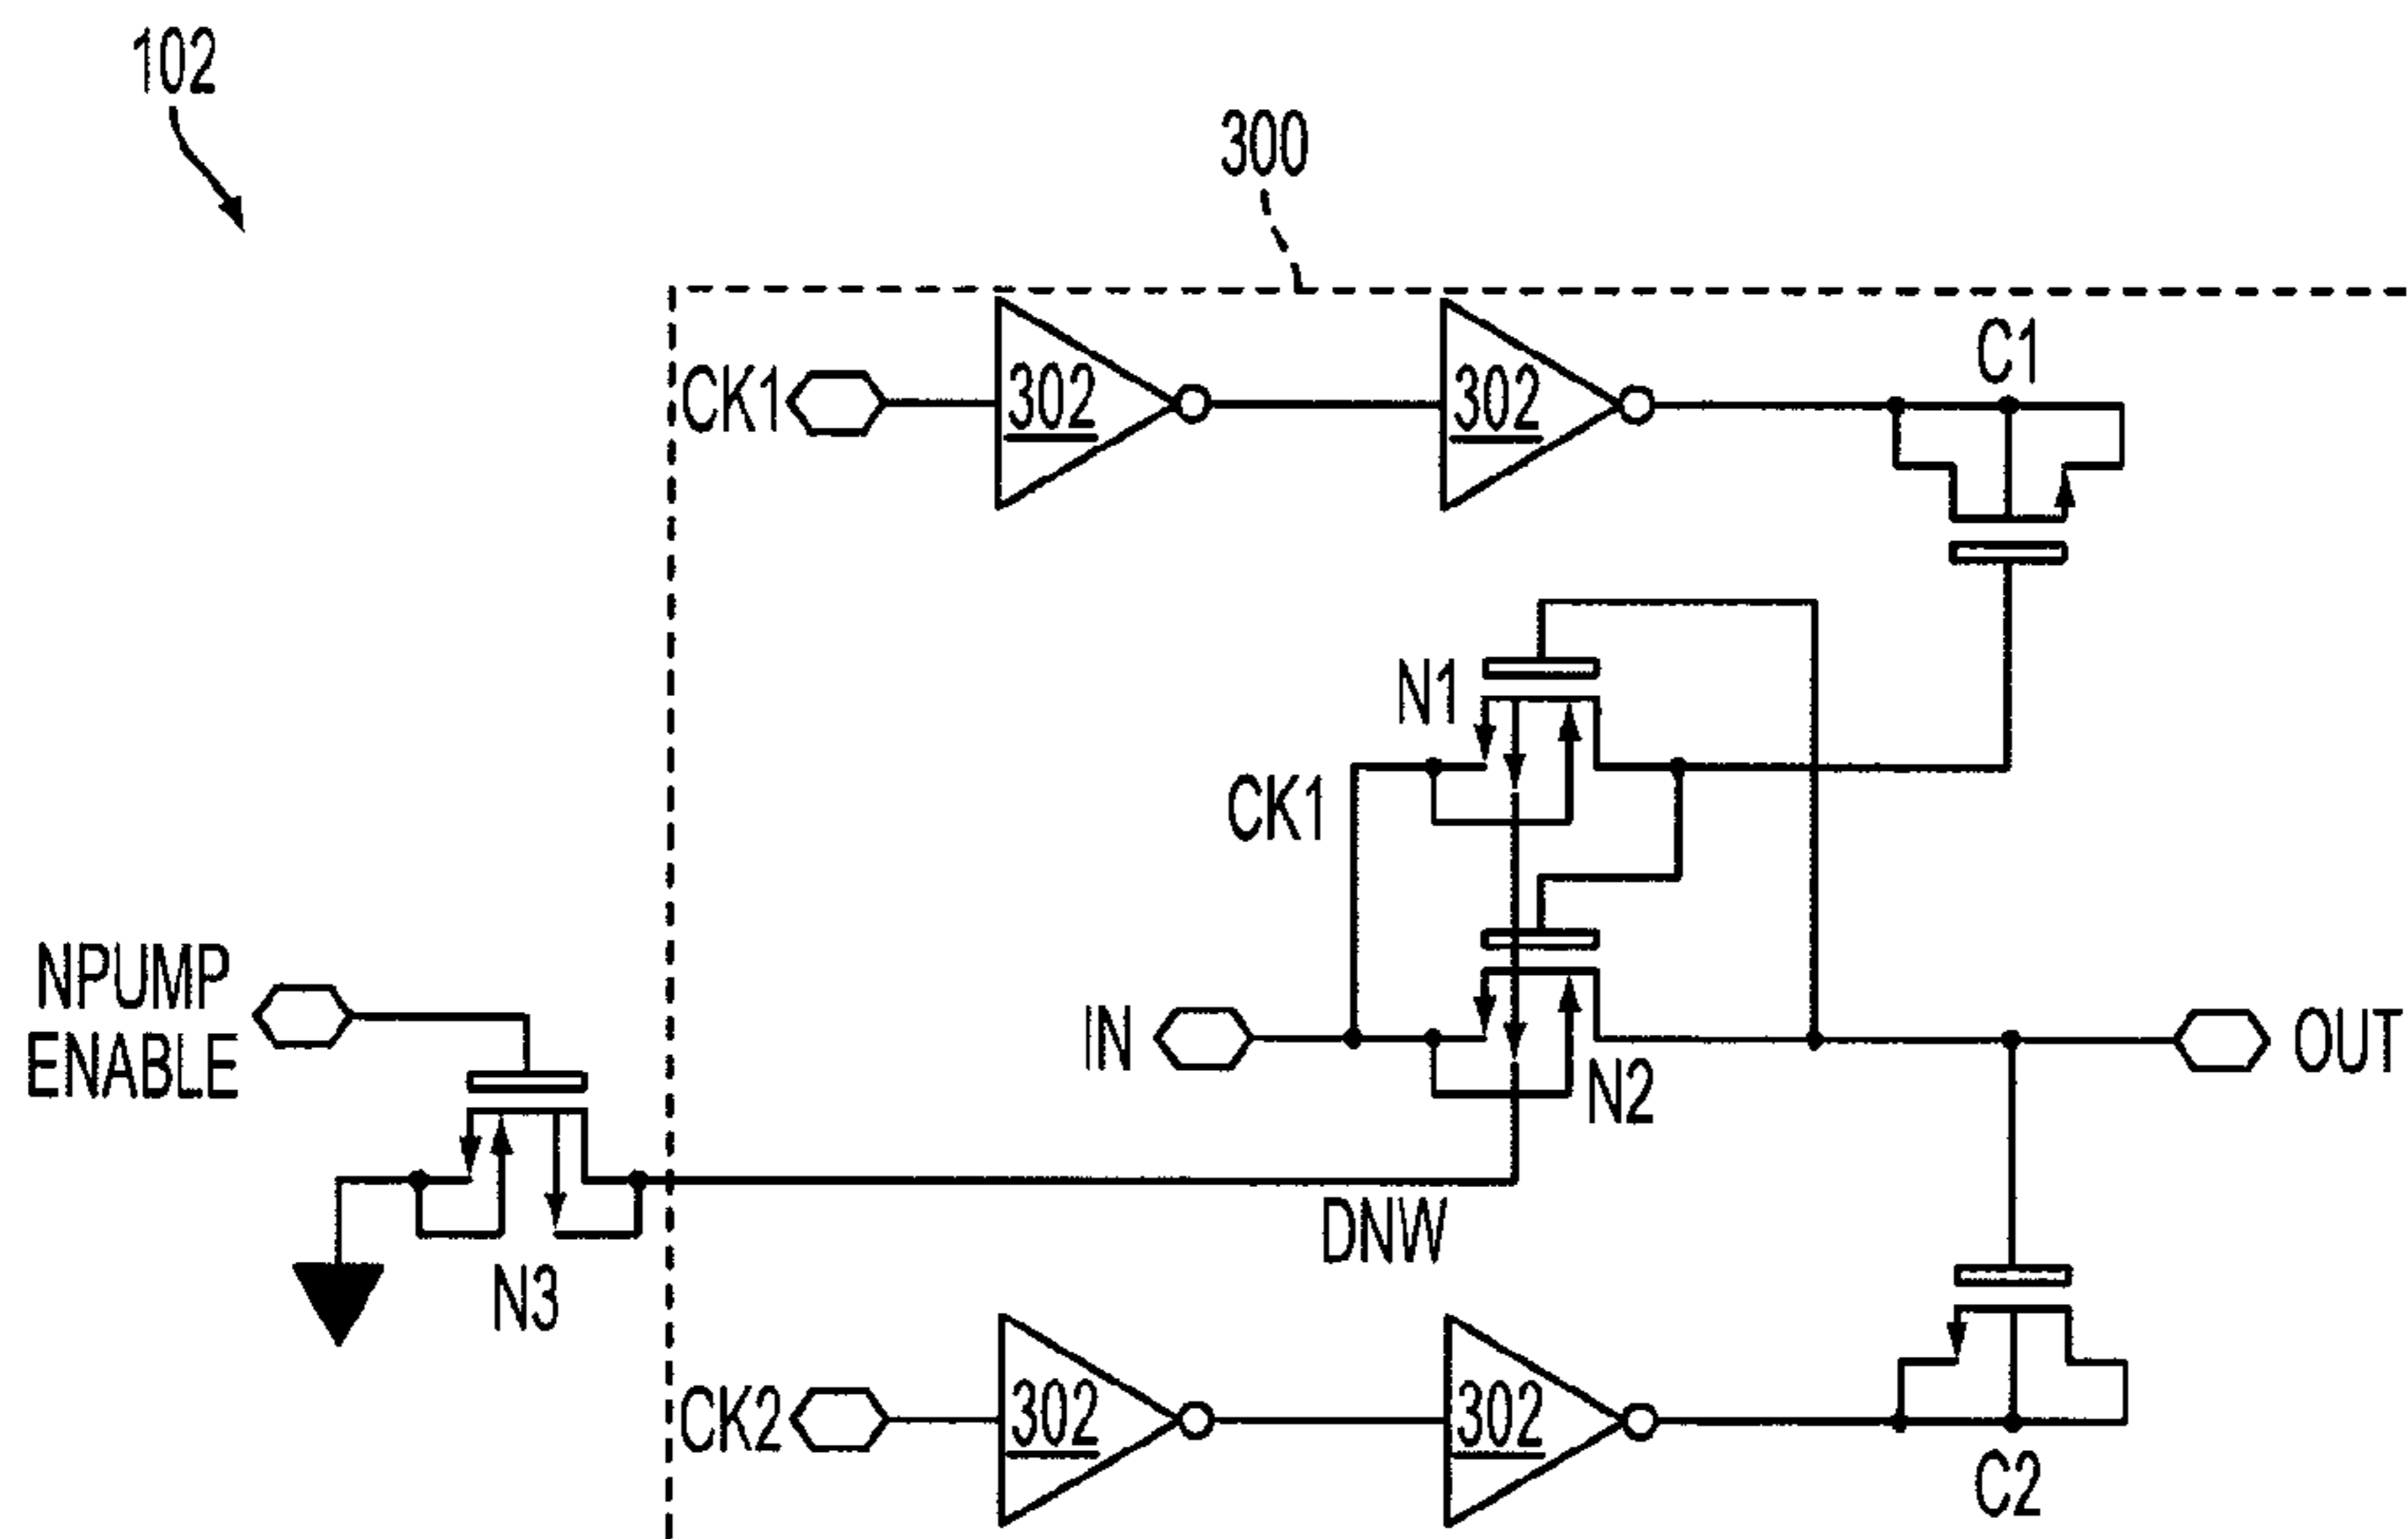 102
300
CK1
302
302
C1
N1
CK1
NPUMP
ENABLE
IN
OUT
N2
DNW
N3
CK2
302
302
C2